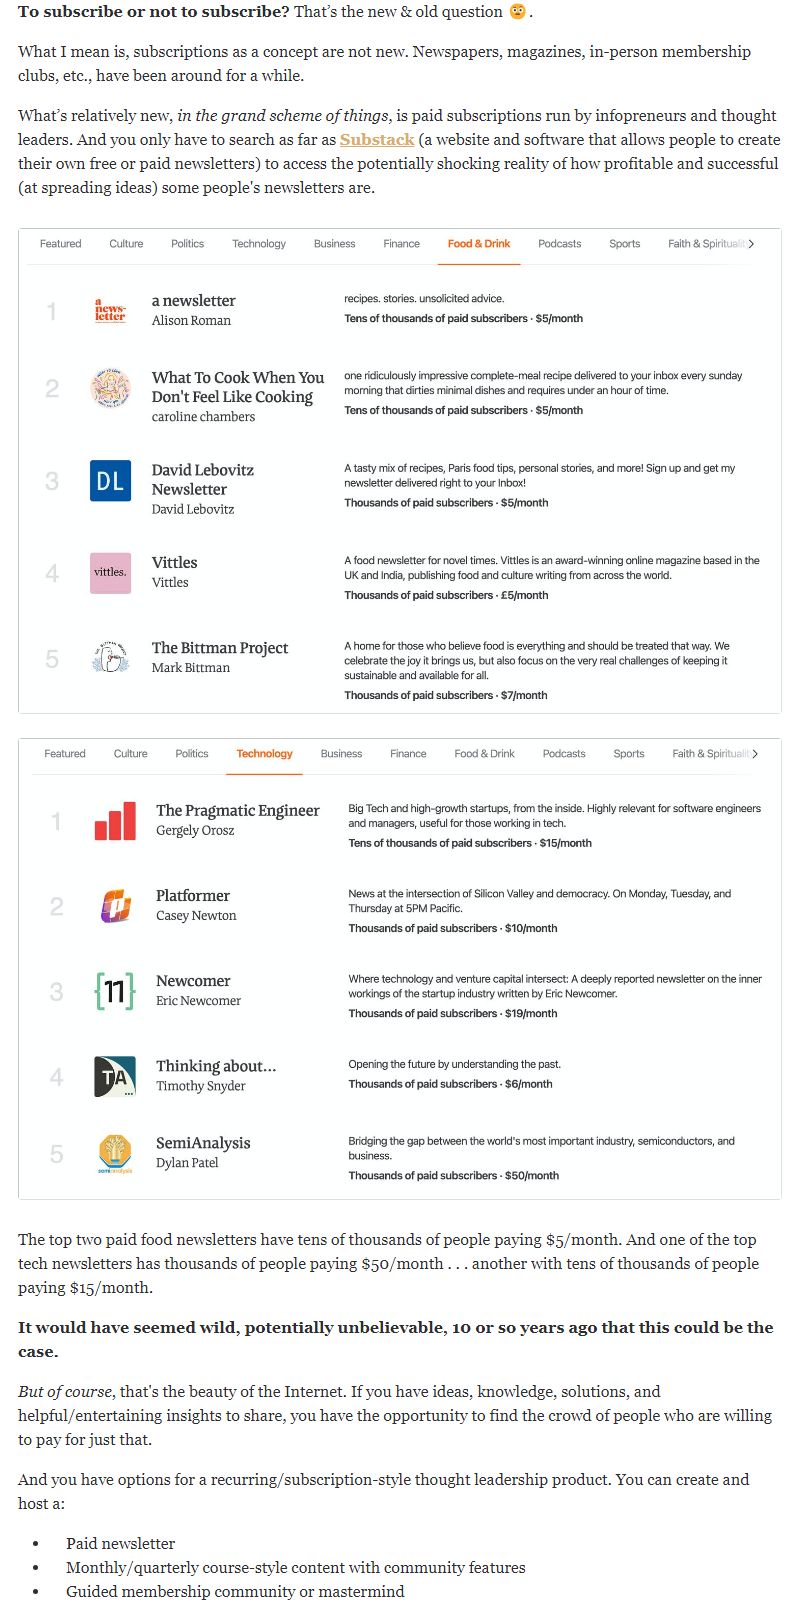 To subscribe or not to subscribe? That's the new & old question 😳 .
What I mean is, subscriptions as a concept are not new. Newspapers, magazines, in-person membership
clubs, etc., have been around for a while.
What's relatively new, in the grand scheme of things, is paid subscriptions run by infopreneurs and thought
leaders. And you only have to search as far as Substack (a website and software that allows people to create
their own free or paid newsletters) to access the potentially shocking reality of how profitable and successful
(at spreading ideas) some people's newsletters are.
Featured Culture Politics Technology Business Finance Food & Drink Podcasts Sports Faith & Spirituality
1
a news-letter
a newsletter
Alison Roman
recipes. stories. unsolicited advice.
Tens of thousands of paid subscribers · $5/month
2
What To Cook When You
Don't Feel Like Cooking
caroline chambers
one ridiculously impressive complete-meal recipe delivered to your inbox every sunday
morning that dirties minimal dishes and requires under an hour of time.
Tens of thousands of paid subscribers · $5/month
3
DL
David Lebovitz
Newsletter
David Lebovitz
A tasty mix of recipes, Paris food tips, personal stories, and more! Sign up and get my
newsletter delivered right to your Inbox!
Thousands of paid subscribers · $5/month
4
vittles.
Vittles
Vittles
A food newsletter for novel times. Vittles is an award-winning online magazine based in the
UK and India, publishing food and culture writing from across the world.
Thousands of paid subscribers · £5/month
5
The Bittman Project
Mark Bittman
A home for those who believe food is everything and should be treated that way. We
celebrate the joy it brings us, but also focus on the very real challenges of keeping it
sustainable and available for all.
Thousands of paid subscribers · $7/month
Featured Culture Politics Technology Business Finance Food & Drink Podcasts Sports Faith & Spirituality
1
The Pragmatic Engineer
Gergely Orosz
Big Tech and high-growth startups, from the inside. Highly relevant for software engineers
and managers, useful for those working in tech.
Tens of thousands of paid subscribers · $15/month
2
Platformer
Casey Newton
News at the intersection of Silicon Valley and democracy. On Monday, Tuesday, and
Thursday at 5PM Pacific.
Thousands of paid subscribers · $10/month
3
{11}
Newcomer
Eric Newcomer
Where technology and venture capital intersect: A deeply reported newsletter on the inner
workings of the startup industry written by Eric Newcomer.
Thousands of paid subscribers · $19/month
4
TA...
Thinking about...
Timothy Snyder
Opening the future by understanding the past.
Thousands of paid subscribers · $6/month
5
semianalysis
SemiAnalysis
Dylan Patel
Bridging the gap between the world's most important industry, semiconductors, and
business.
Thousands of paid subscribers · $50/month
The top two paid food newsletters have tens of thousands of people paying $5/month. And one of the top
tech newsletters has thousands of people paying $50/month . . . another with tens of thousands of people
paying $15/month.
It would have seemed wild, potentially unbelievable, 10 or so years ago that this could be the
case.
But of course, that's the beauty of the Internet. If you have ideas, knowledge, solutions, and
helpful/entertaining insights to share, you have the opportunity to find the crowd of people who are willing
to pay for just that.
And you have options for a recurring/subscription-style thought leadership product. You can create and
host a:
• Paid newsletter
• Monthly/quarterly course-style content with community features
• Guided membership community or mastermind